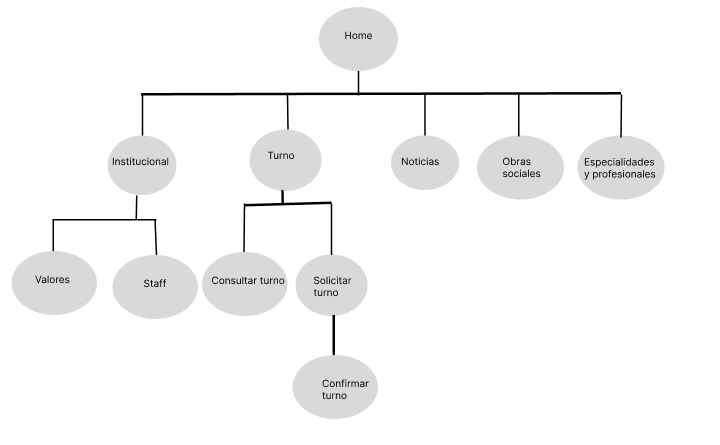 Home
Institucional
Turno
Noticias
Obras
sociales
Especialidades
y profesionales
Valores
Staff
Consultar turno
Solicitar
turno
Confirmar
turno